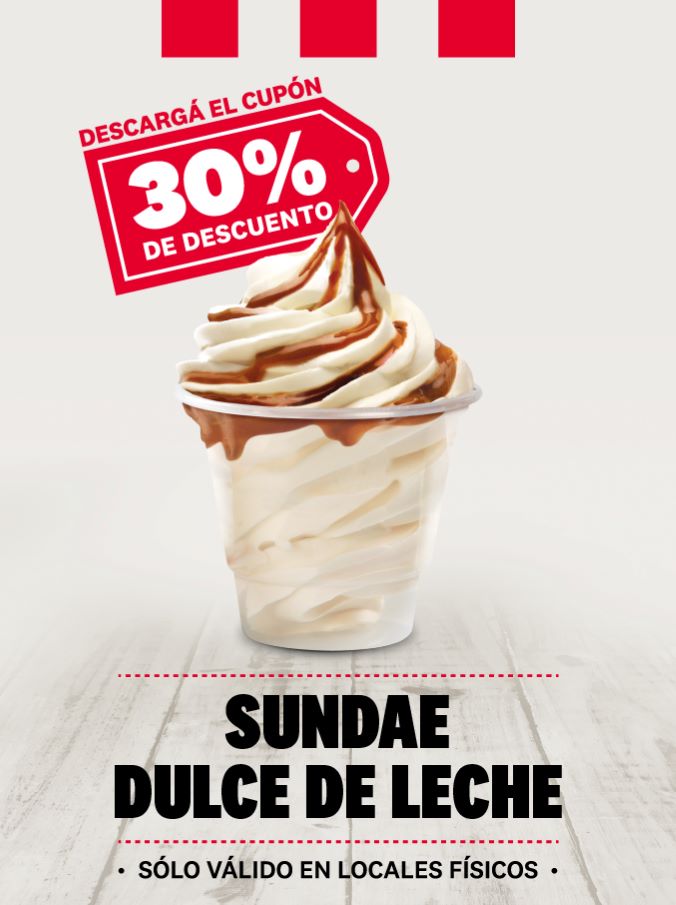 DESCARGÁ EL CUPÓN
30%
DE DESCUENTO
SUNDAE
DULCE DE LECHE
• SÓLO VÁLIDO EN LOCALES FÍSICOS •